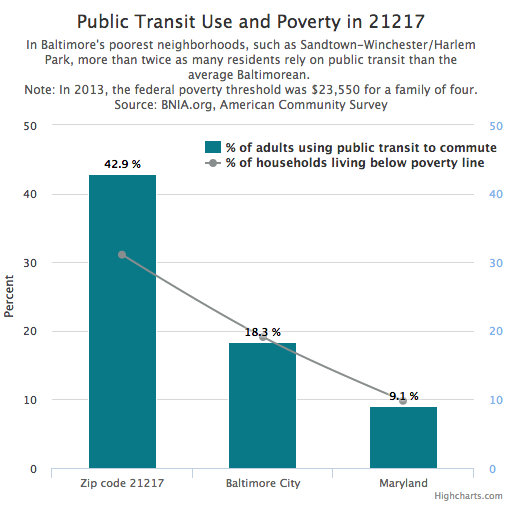 Public Transit Use and Poverty in 21217
In Baltimore's poorest neighborhoods, such as Sandtown-Winchester/Harlem
Park, more than twice as many residents rely on public transit than the
average Baltimorean.
Note: In 2013, the federal poverty threshold was $23,550 for a family of four.
Source: BNIA.org, American Community Survey
50 50
% of adults using public transit to commute
% of households living below poverty line
42.9 %
40 40
30 30
Percent
20 20
18.3 %
10 10
9.1 %
0 0
Zip code 21217 Baltimore City Maryland
Highcharts.com